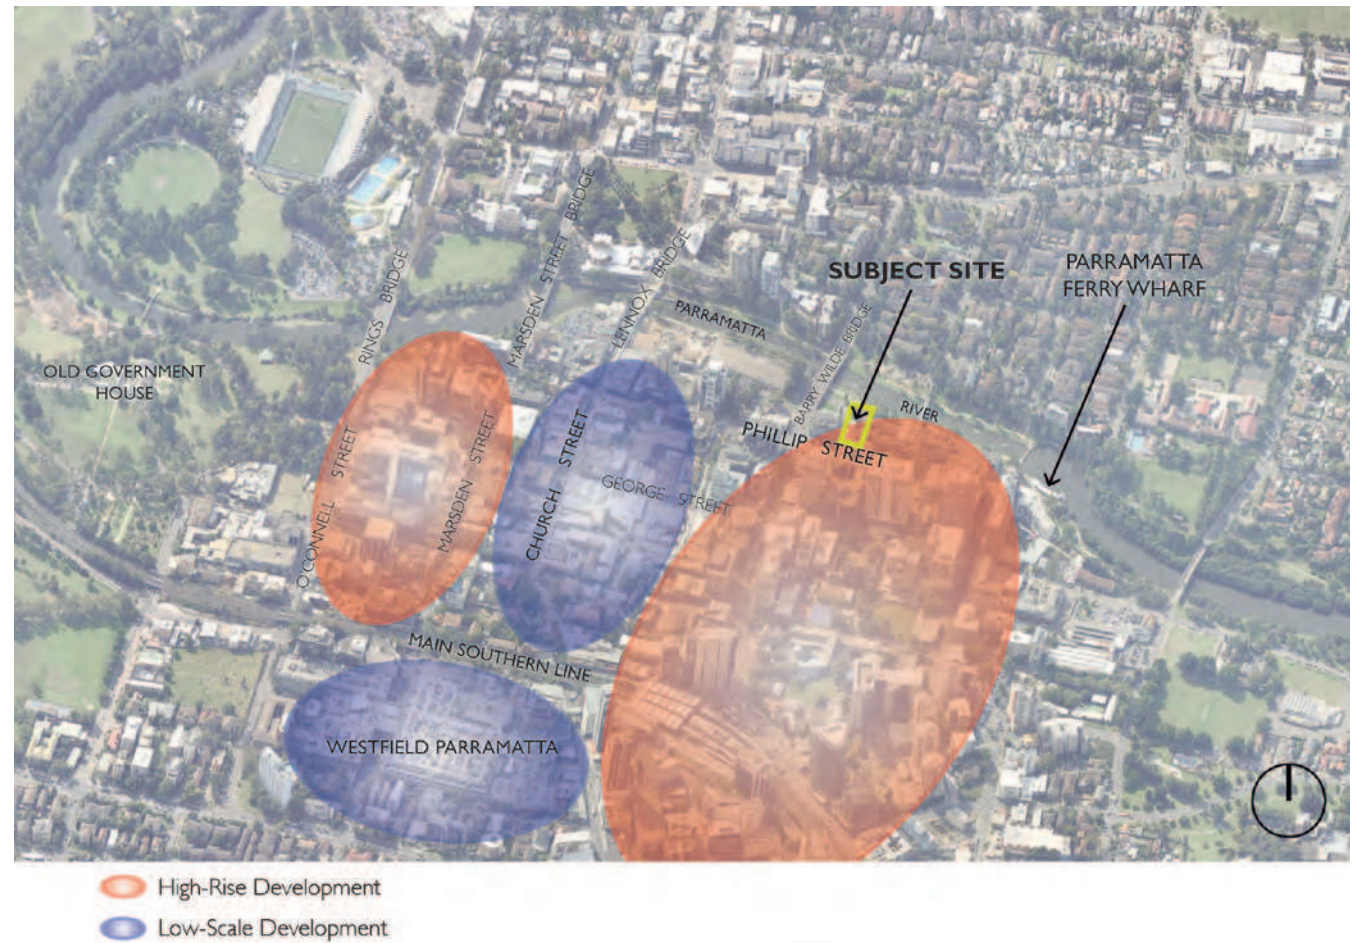 RINGS BRIDGE
MARSDEN STREET BRIDGE
LENNOX BRIDGE
PARRAMATTA
BARRY WILDE BRIDGE
SUBJECT SITE
PARRAMATTA
FERRY WHARF
OLD GOVERNMENT
HOUSE
RIVER
PHILLIP STREET
O'CONNELL STREET
MARSDEN STREET
CHURCH STREET
GEORGE STREET
MAIN SOUTHERN LINE
WESTFIELD PARRAMATTA
High-Rise Development
Low-Scale Development